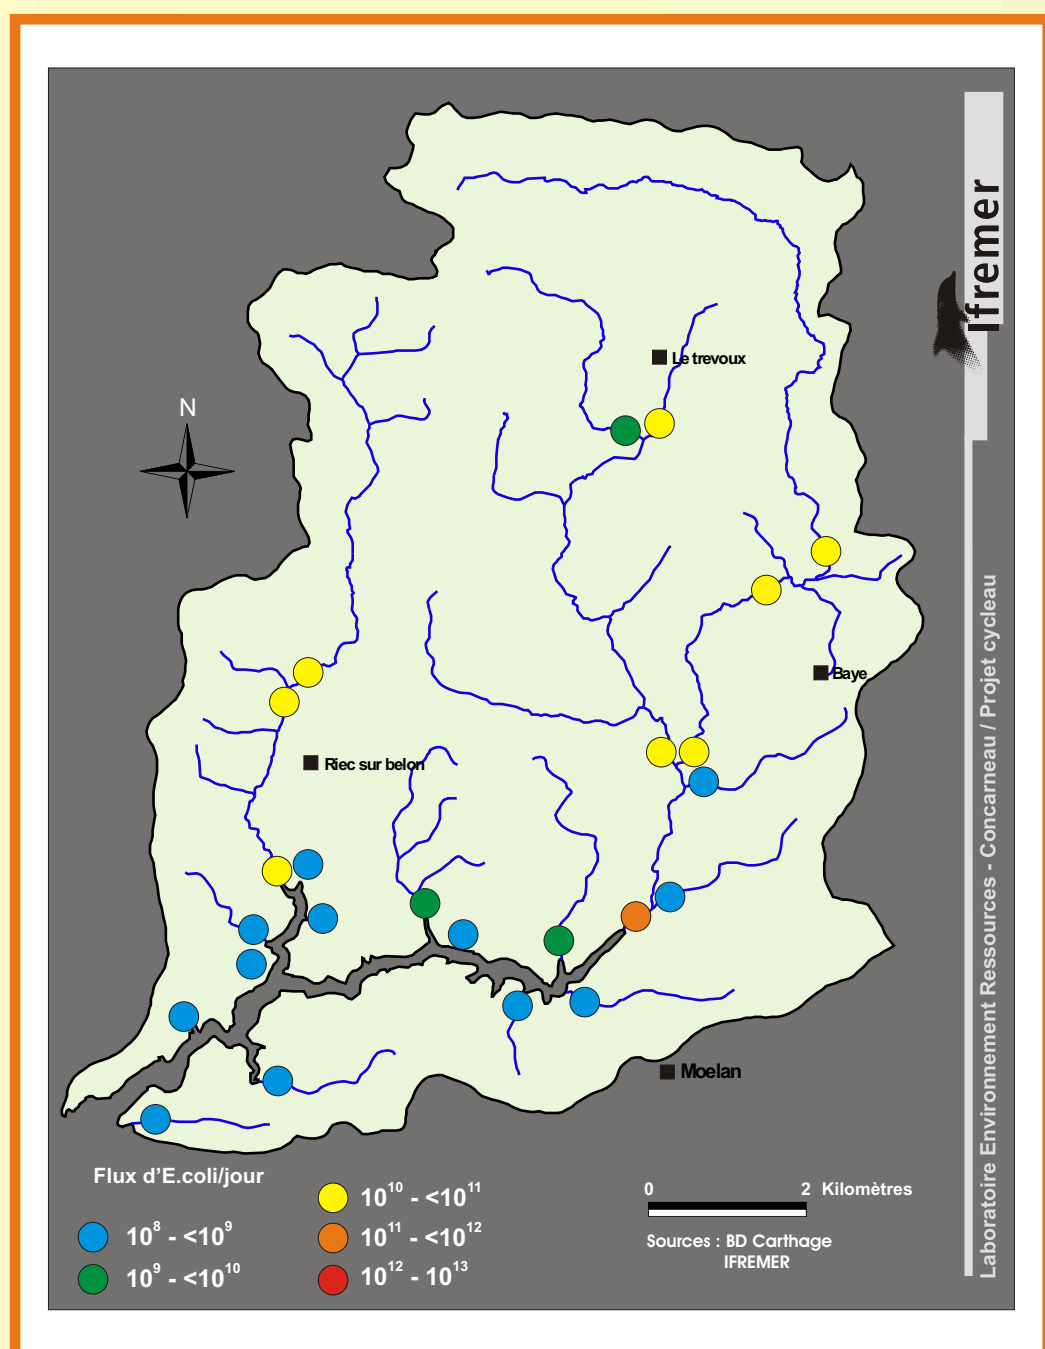 Ifremer
Le trevoux
N
Baye
Riec sur belon
Moelan
Laboratoire Environnement Ressources - Concarneau / Projet cycleau
Flux d’E.coli/jour
10⁸ - <10⁹
10⁹ - <10¹⁰
10¹⁰ - <10¹¹
10¹¹ - <10¹²
10¹² - 10¹³
0 2 Kilomètres
Sources : BD Carthage
IFREMER